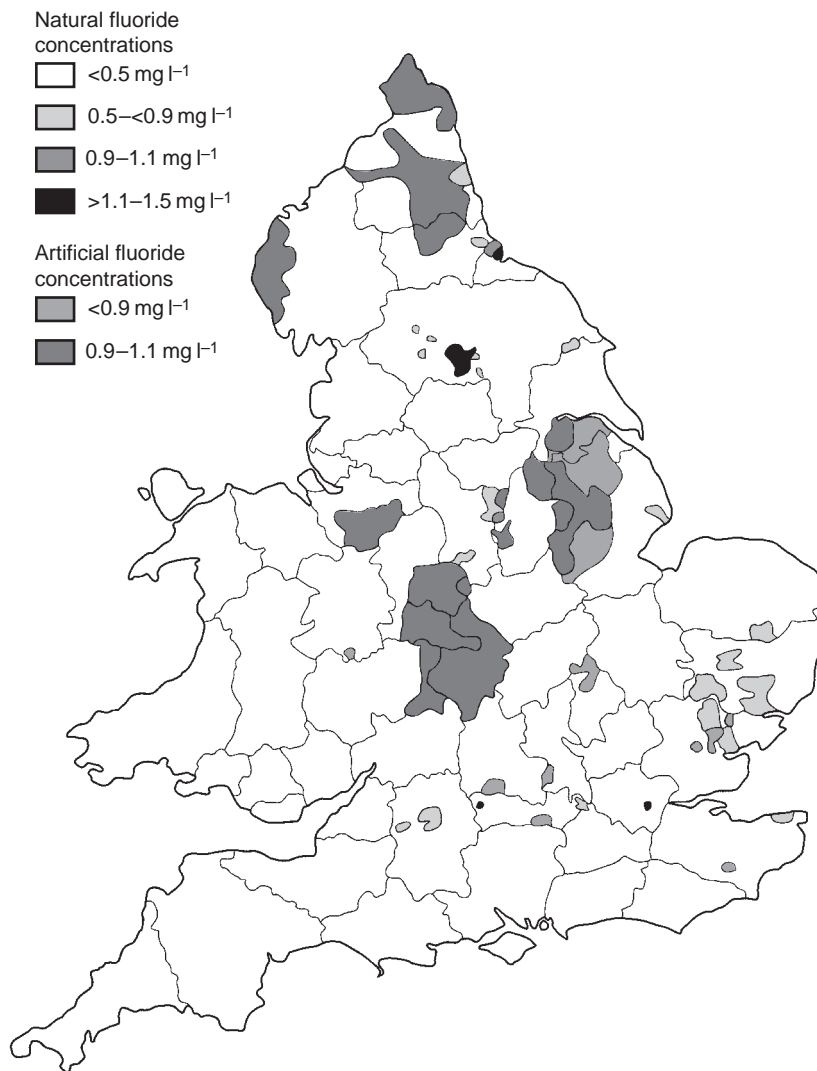 Natural fluoride
concentrations
<0.5 mg l⁻¹
0.5–<0.9 mg l⁻¹
0.9–1.1 mg l⁻¹
>1.1–1.5 mg l⁻¹
Artificial fluoride
concentrations
<0.9 mg l⁻¹
0.9–1.1 mg l⁻¹